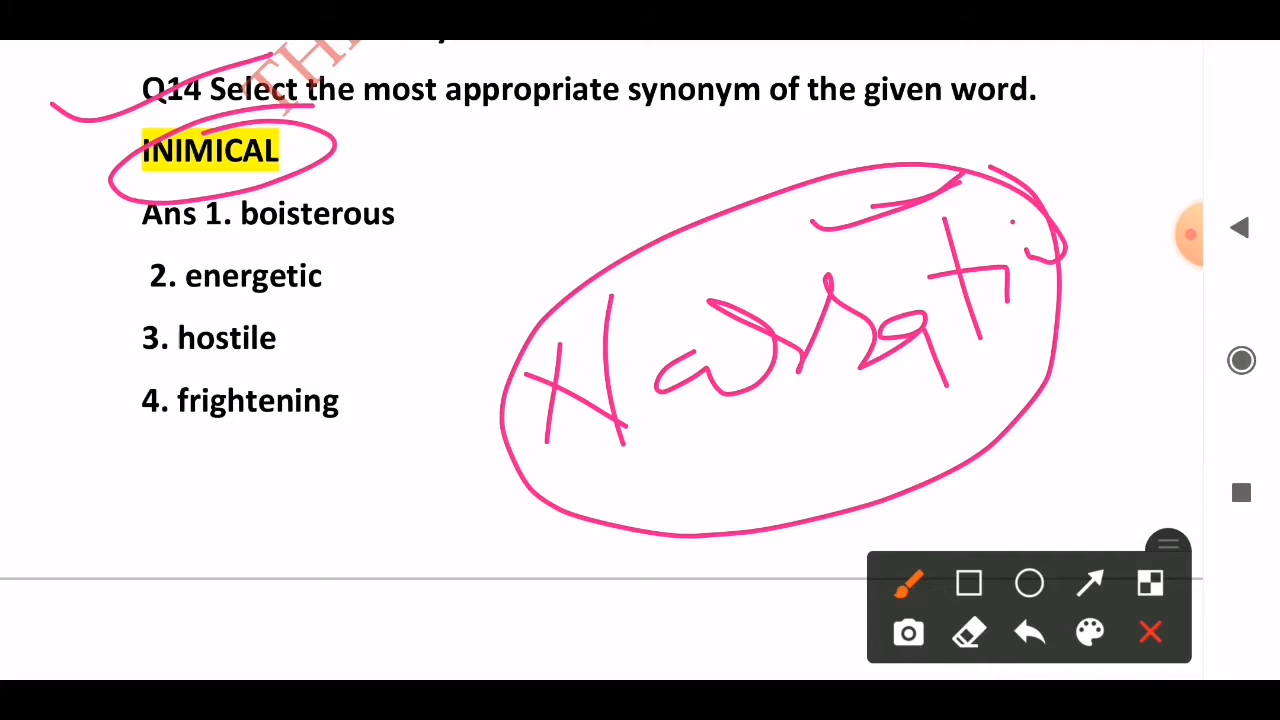 Q14 Select the most appropriate synonym of the given word.
INIMICAL
Ans 1. boisterous
2. energetic
3. hostile
4. frightening